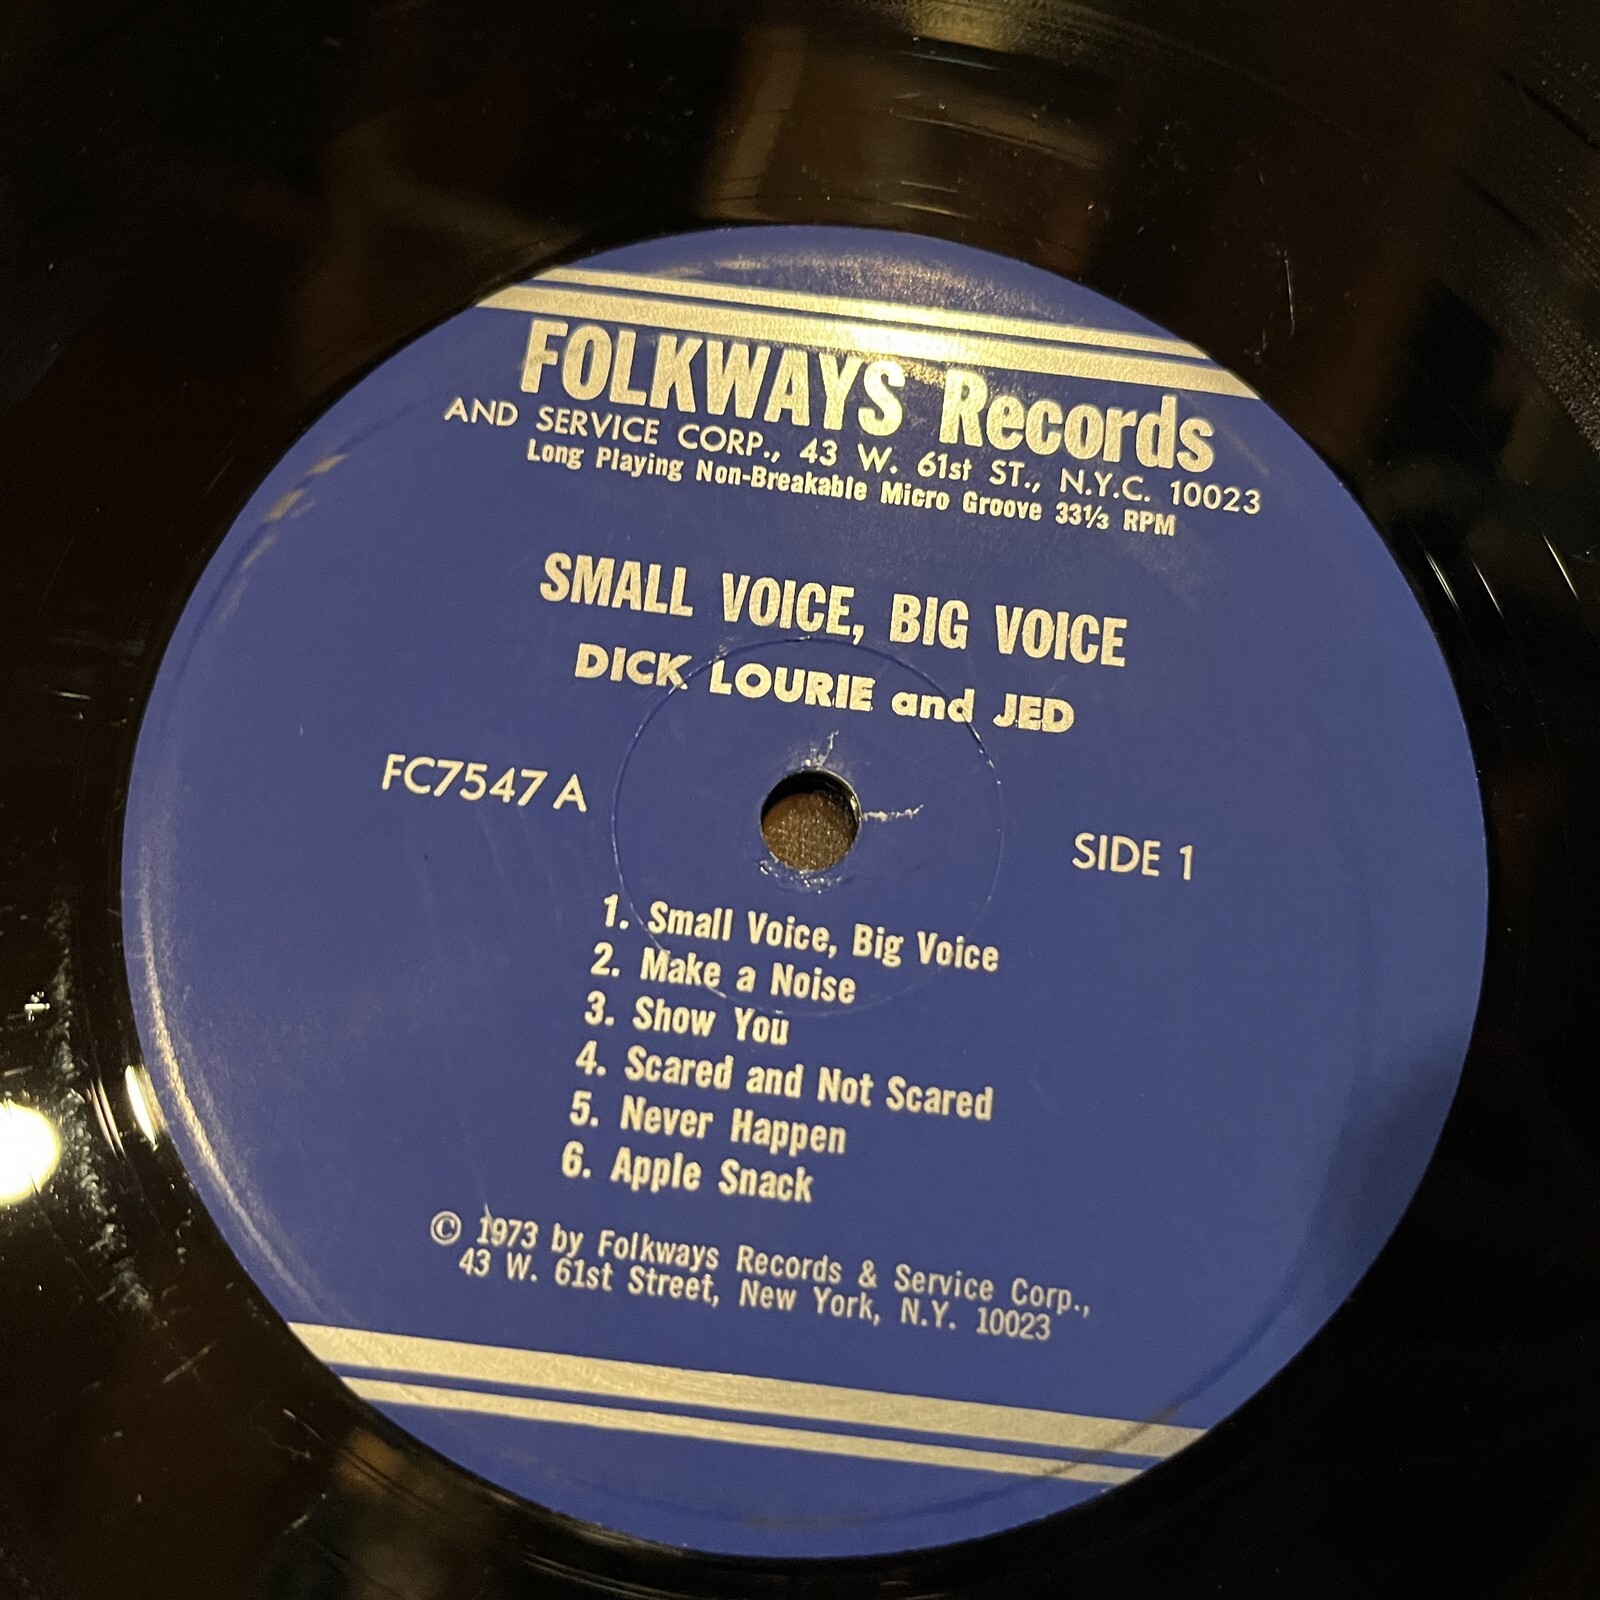 FOLKWAYS Records
AND SERVICE CORP., 43 W. 61st ST., N.Y.C. 10023
Long Playing Non-Breakable Micro Groove 33⅓ RPM
SMALL VOICE, BIG VOICE
DICK LOURIE and JED
FC7547 A
SIDE 1
1. Small Voice, Big Voice
2. Make a Noise
3. Show You
4. Scared and Not Scared
5. Never Happen
6. Apple Snack
© 1973 by Folkways Records & Service Corp.,
43 W. 61st Street, New York, N.Y. 10023